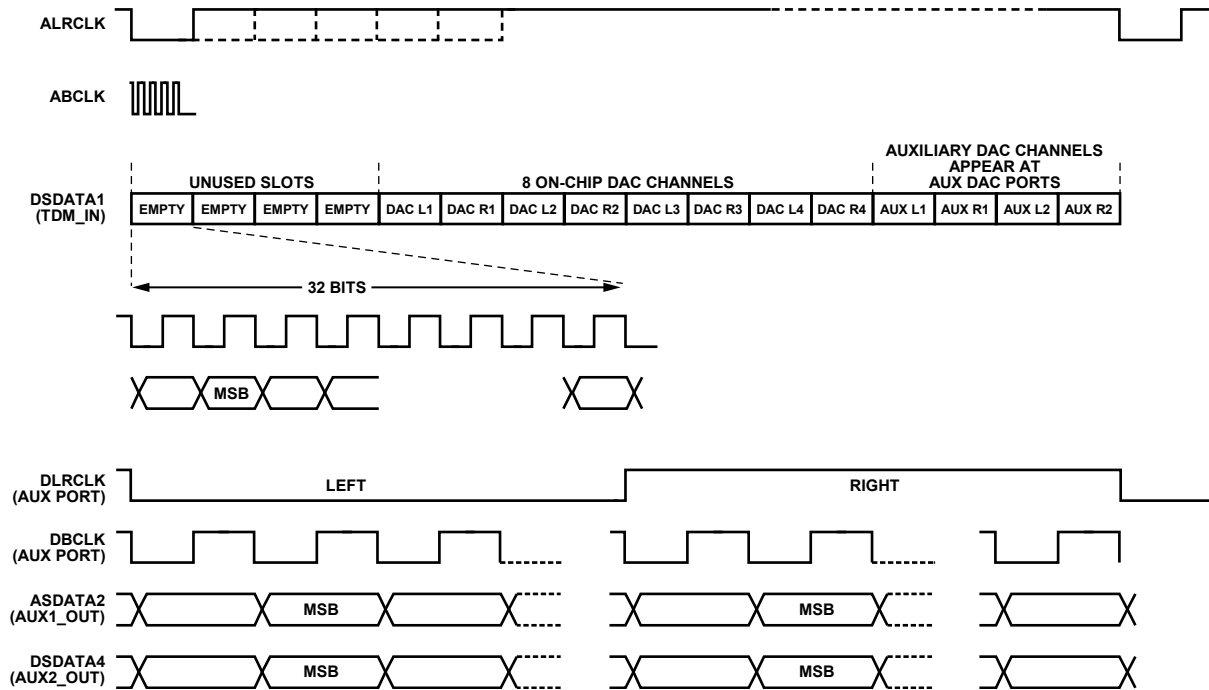 ALRCLK
ABCLK
AUXILIARY DAC CHANNELS
APPEAR AT
AUX DAC PORTS
UNUSED SLOTS
8 ON-CHIP DAC CHANNELS
DSDATA1
(TDM_IN)
EMPTY EMPTY EMPTY EMPTY DAC L1 DAC R1 DAC L2 DAC R2 DAC L3 DAC R3 DAC L4 DAC R4 AUX L1 AUX R1 AUX L2 AUX R2
32 BITS
MSB
DLRCLK
(AUX PORT)
LEFT RIGHT
DBCLK
(AUX PORT)
ASDATA2
(AUX1_OUT)
MSB MSB
DSDATA4
(AUX2_OUT)
MSB MSB